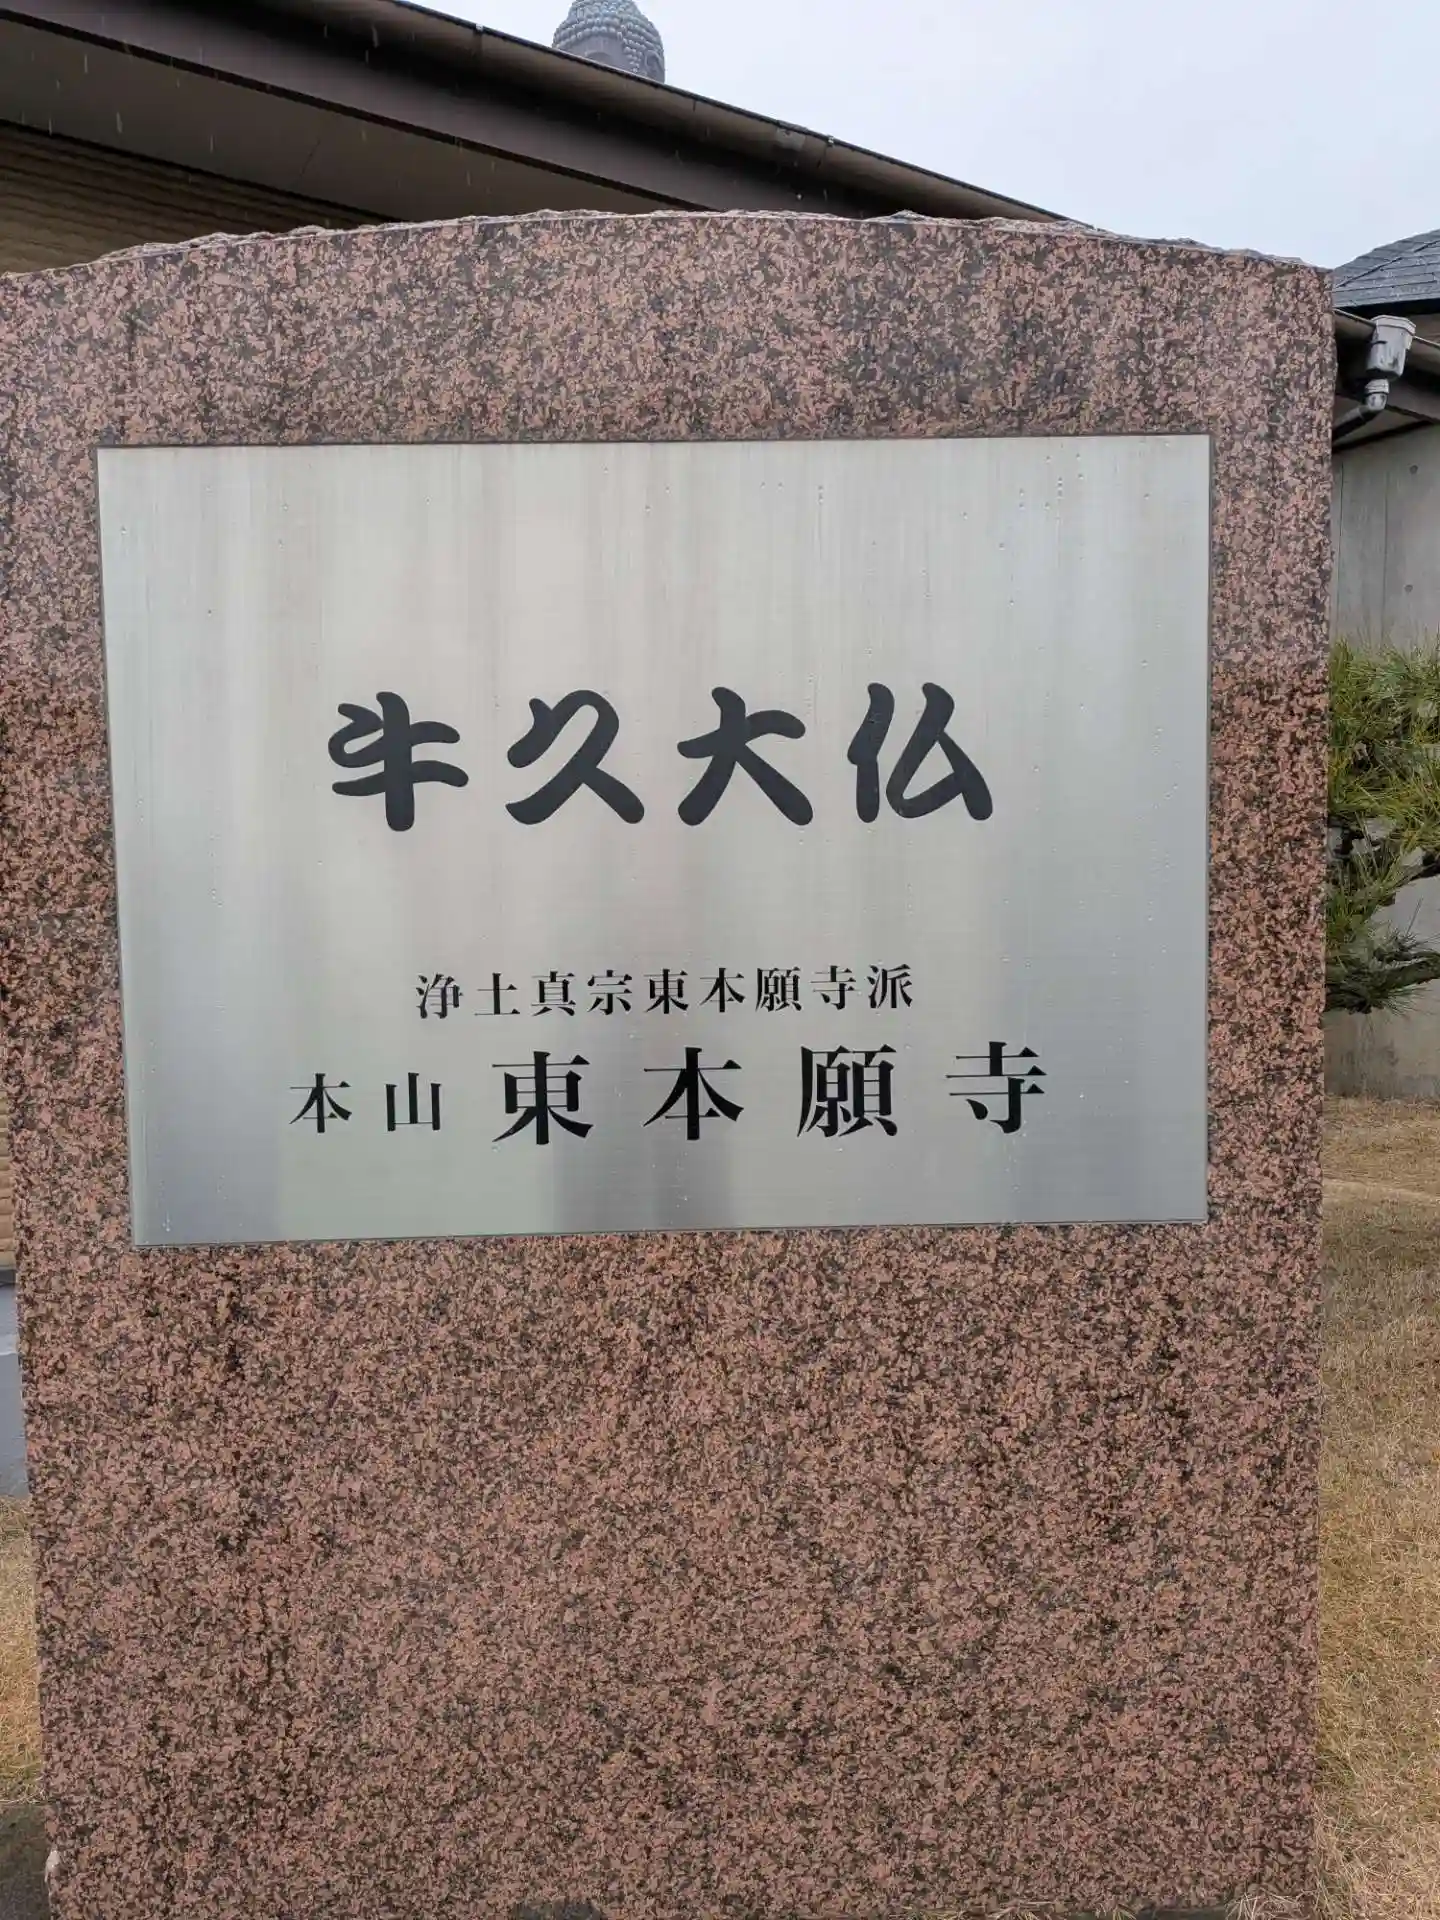 牛久大仏
浄土真宗東本願寺派
本山 東本願寺